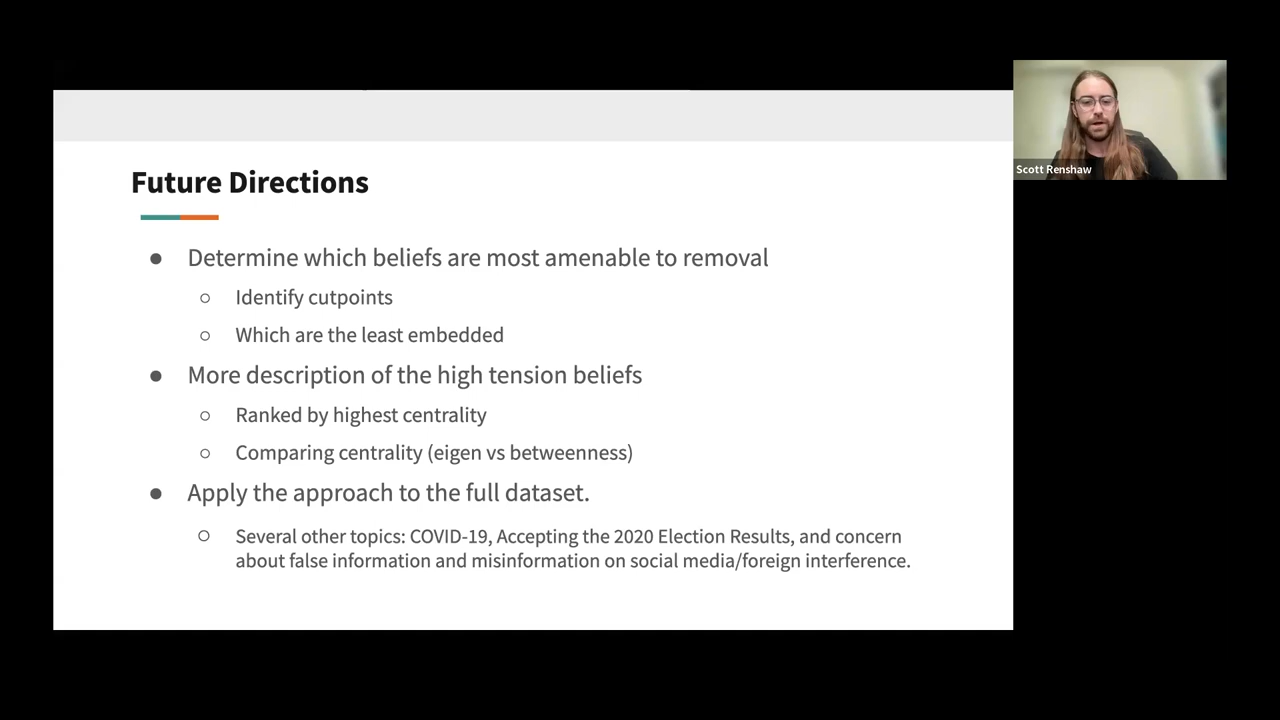 Future Directions
● Determine which beliefs are most amenable to removal
○ Identify cutpoints
○ Which are the least embedded
● More description of the high tension beliefs
○ Ranked by highest centrality
○ Comparing centrality (eigen vs betweenness)
● Apply the approach to the full dataset.
○ Several other topics: COVID-19, Accepting the 2020 Election Results, and concern
about false information and misinformation on social media/foreign interference.
Scott Renshaw